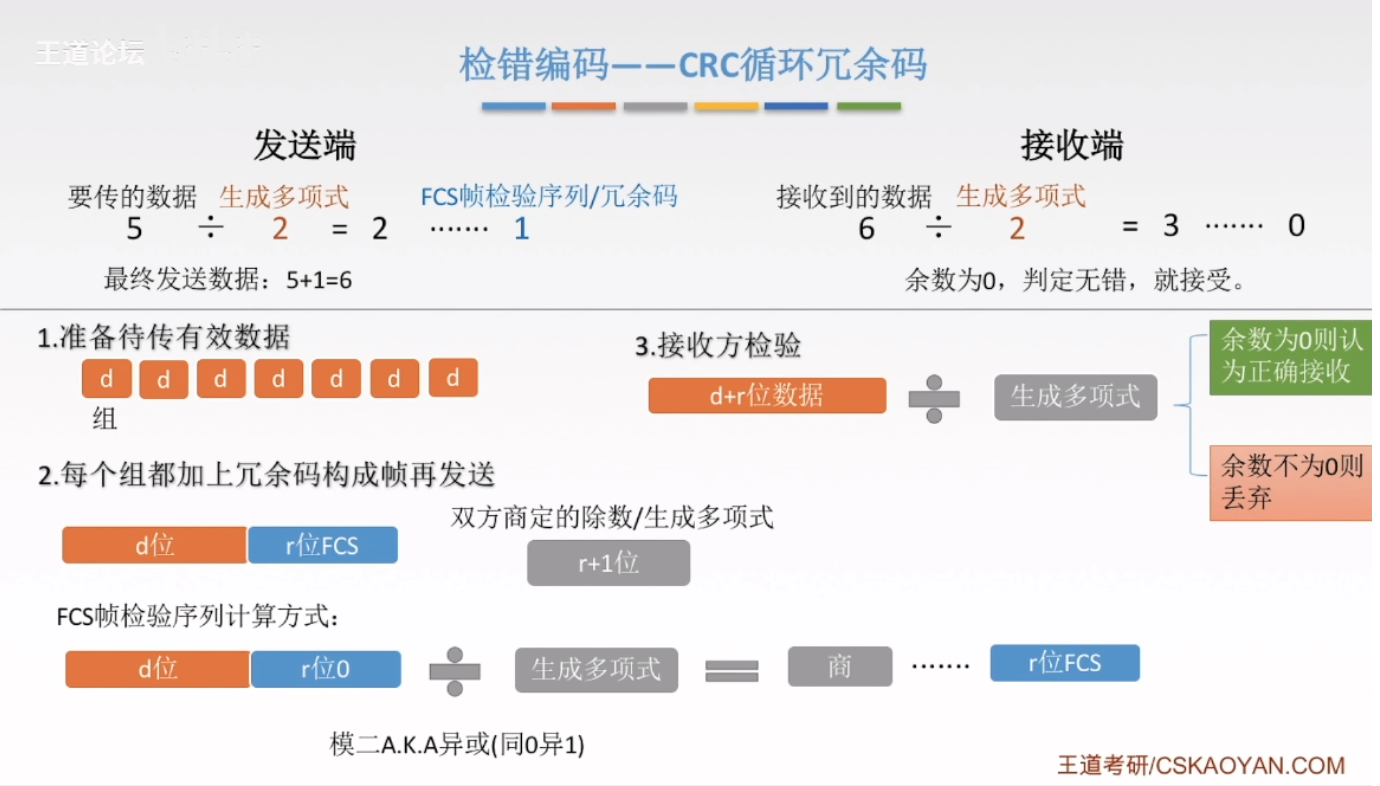 王道论坛
检错编码——CRC循环冗余码
发送端
要传的数据 生成多项式 FCS帧检验序列/冗余码
5 ÷ 2 = 2 ······· 1
最终发送数据：5+1=6
接收端
接收到的数据 生成多项式
6 ÷ 2 = 3 ······· 0
余数为0，判定无错，就接受。
1.准备待传有效数据
d d d d d d d
组
2.每个组都加上冗余码构成帧再发送
d位 r位FCS
双方商定的除数/生成多项式
r+1位
FCS帧检验序列计算方式：
d位 r位0 ÷ 生成多项式 = 商 ······· r位FCS
模二A.K.A异或(同0异1)
3.接收方检验
d+r位数据 ÷ 生成多项式
余数为0则认
为正确接收
余数不为0则
丢弃
王道考研/CSKAOYAN.COM